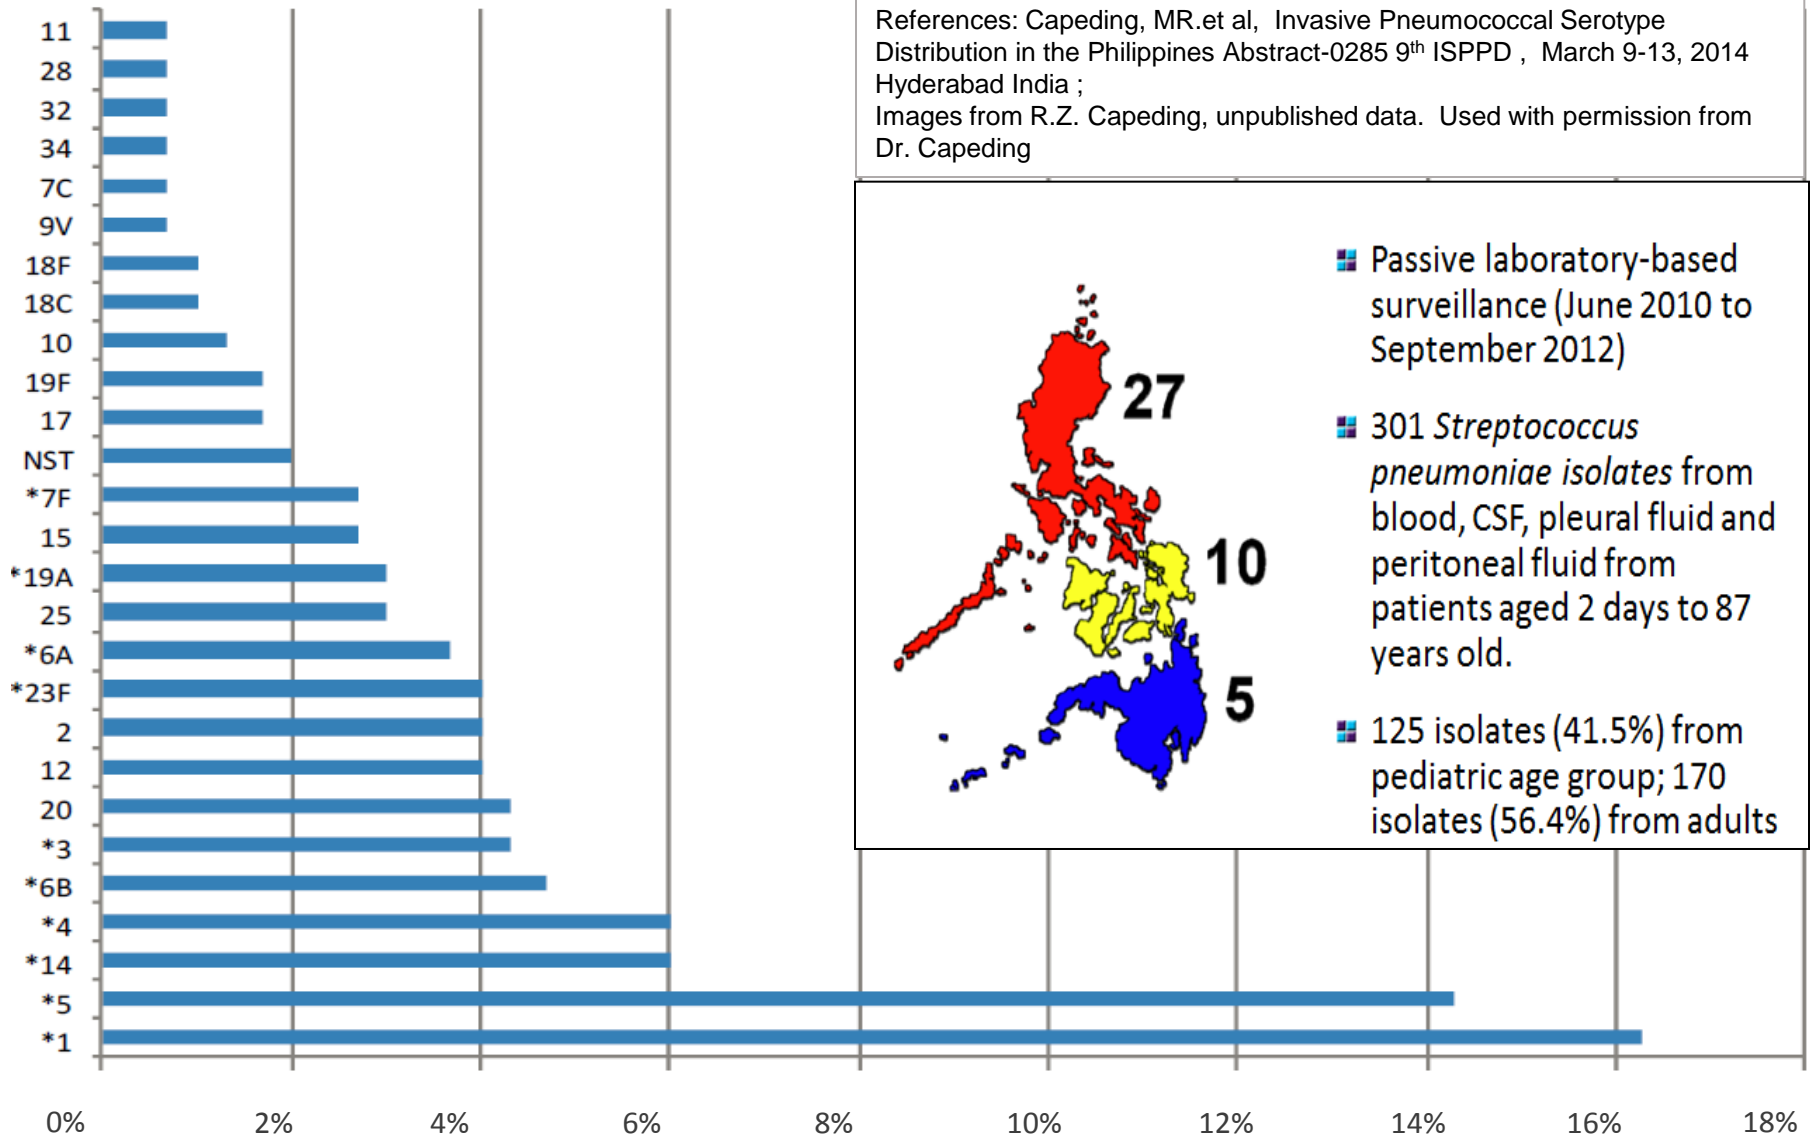 References: Capeding, MR.et al, Invasive Pneumococcal Serotype
Distribution in the Philippines Abstract-0285 9th ISPPD , March 9-13, 2014
Hyderabad India ;
Images from R.Z. Capeding, unpublished data. Used with permission from
Dr. Capeding
11
28
32
34
7C
9V
18F
18C
10
19F
17
NST
*7F
15
*19A
25
*6A
*23F
2
12
20
*3
*6B
*4
*14
*5
*1
0% 2% 4% 6% 8% 10% 12% 14% 16% 18%
27
10
5
Passive laboratory-based
surveillance (June 2010 to
September 2012)
301 Streptococcus
pneumoniae isolates from
blood, CSF, pleural fluid and
peritoneal fluid from
patients aged 2 days to 87
years old.
125 isolates (41.5%) from
pediatric age group; 170
isolates (56.4%) from adults